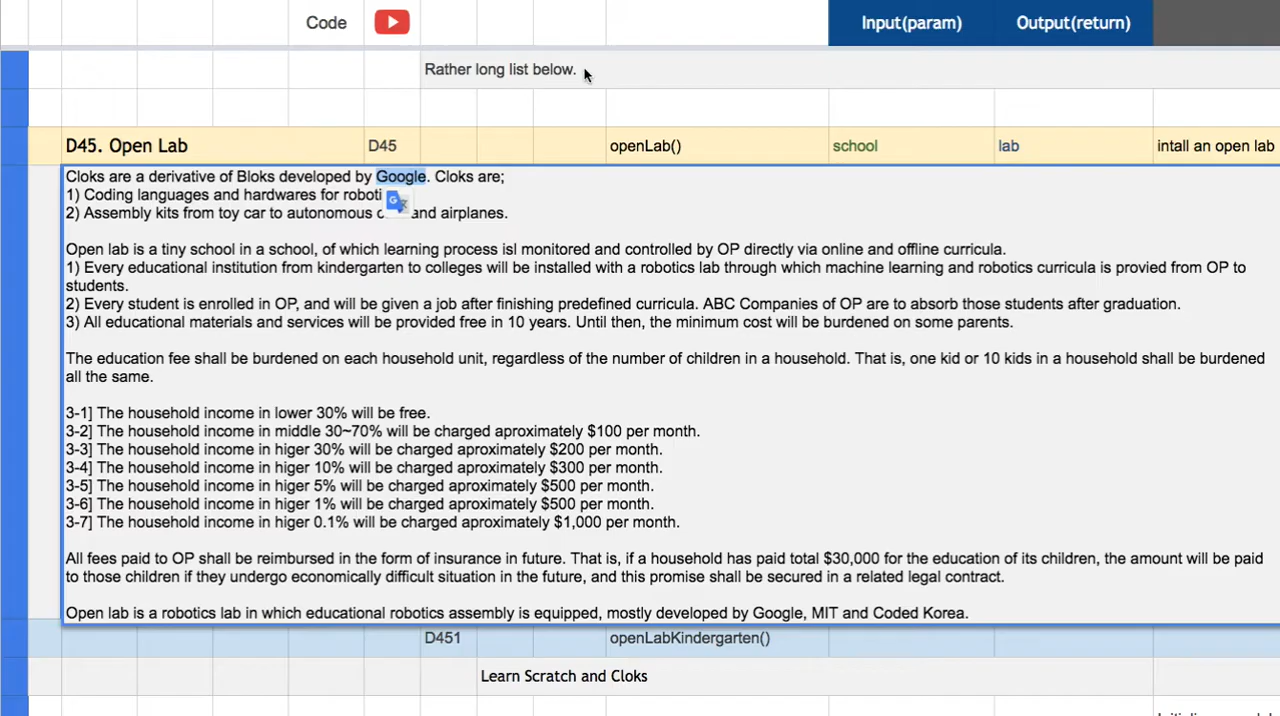 Code Input(param) Output(return)
Rather long list below.
D45. Open Lab D45 openLab() school lab intall an open lab
Cloks are a derivative of Bloks developed by Google. Cloks are;
1) Coding languages and hardwares for roboti
2) Assembly kits from toy car to autonomous and airplanes.
Open lab is a tiny school in a school, of which learning process isl monitored and controlled by OP directly via online and offline curricula.
1) Every educational institution from kindergarten to colleges will be installed with a robotics lab through which machine learning and robotics curricula is provied from OP to
students.
2) Every student is enrolled in OP, and will be given a job after finishing predefined curricula. ABC Companies of OP are to absorb those students after graduation.
3) All educational materials and services will be provided free in 10 years. Until then, the minimum cost will be burdened on some parents.
The education fee shall be burdened on each household unit, regardless of the number of children in a household. That is, one kid or 10 kids in a household shall be burdened
all the same.
3-1] The household income in lower 30% will be free.
3-2] The household income in middle 30~70% will be charged aproximately $100 per month.
3-3] The household income in higer 30% will be charged aproximately $200 per month.
3-4] The household income in higer 10% will be charged aproximately $300 per month.
3-5] The household income in higer 5% will be charged aproximately $500 per month.
3-6] The household income in higer 1% will be charged aproximately $500 per month.
3-7] The household income in higer 0.1% will be charged aproximately $1,000 per month.
All fees paid to OP shall be reimbursed in the form of insurance in future. That is, if a household has paid total $30,000 for the education of its children, the amount will be paid
to those children if they undergo economically difficult situation in the future, and this promise shall be secured in a related legal contract.
Open lab is a robotics lab in which educational robotics assembly is equipped, mostly developed by Google, MIT and Coded Korea.
D451 openLabKindergarten()
Learn Scratch and Cloks